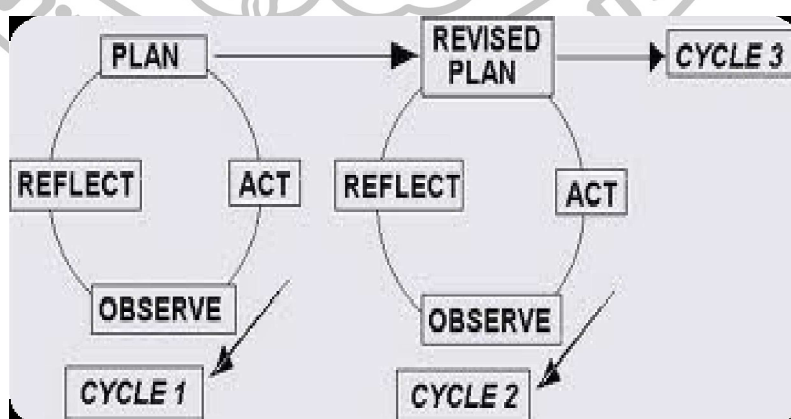 PLAN
REVISED
PLAN
CYCLE 3
REFLECT
ACT
REFLECT
ACT
OBSERVE
OBSERVE
CYCLE 1
CYCLE 2